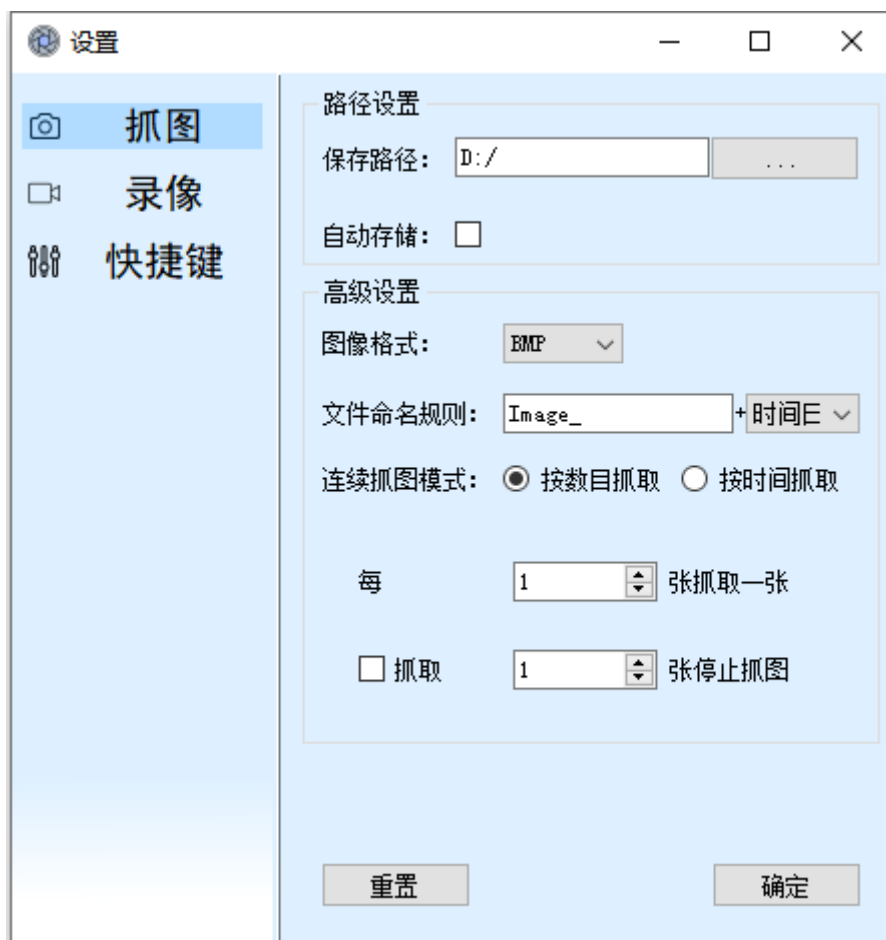 设置
抓图
录像
快捷键
路径设置
保存路径： D:/ ...
自动存储：
高级设置
图像格式： BMP
文件命名规则： Image_ +时间
连续抓图模式： 按数目抓取 按时间抓取
每 1 张抓取一张
抓取 1 张停止抓图
重置 确定